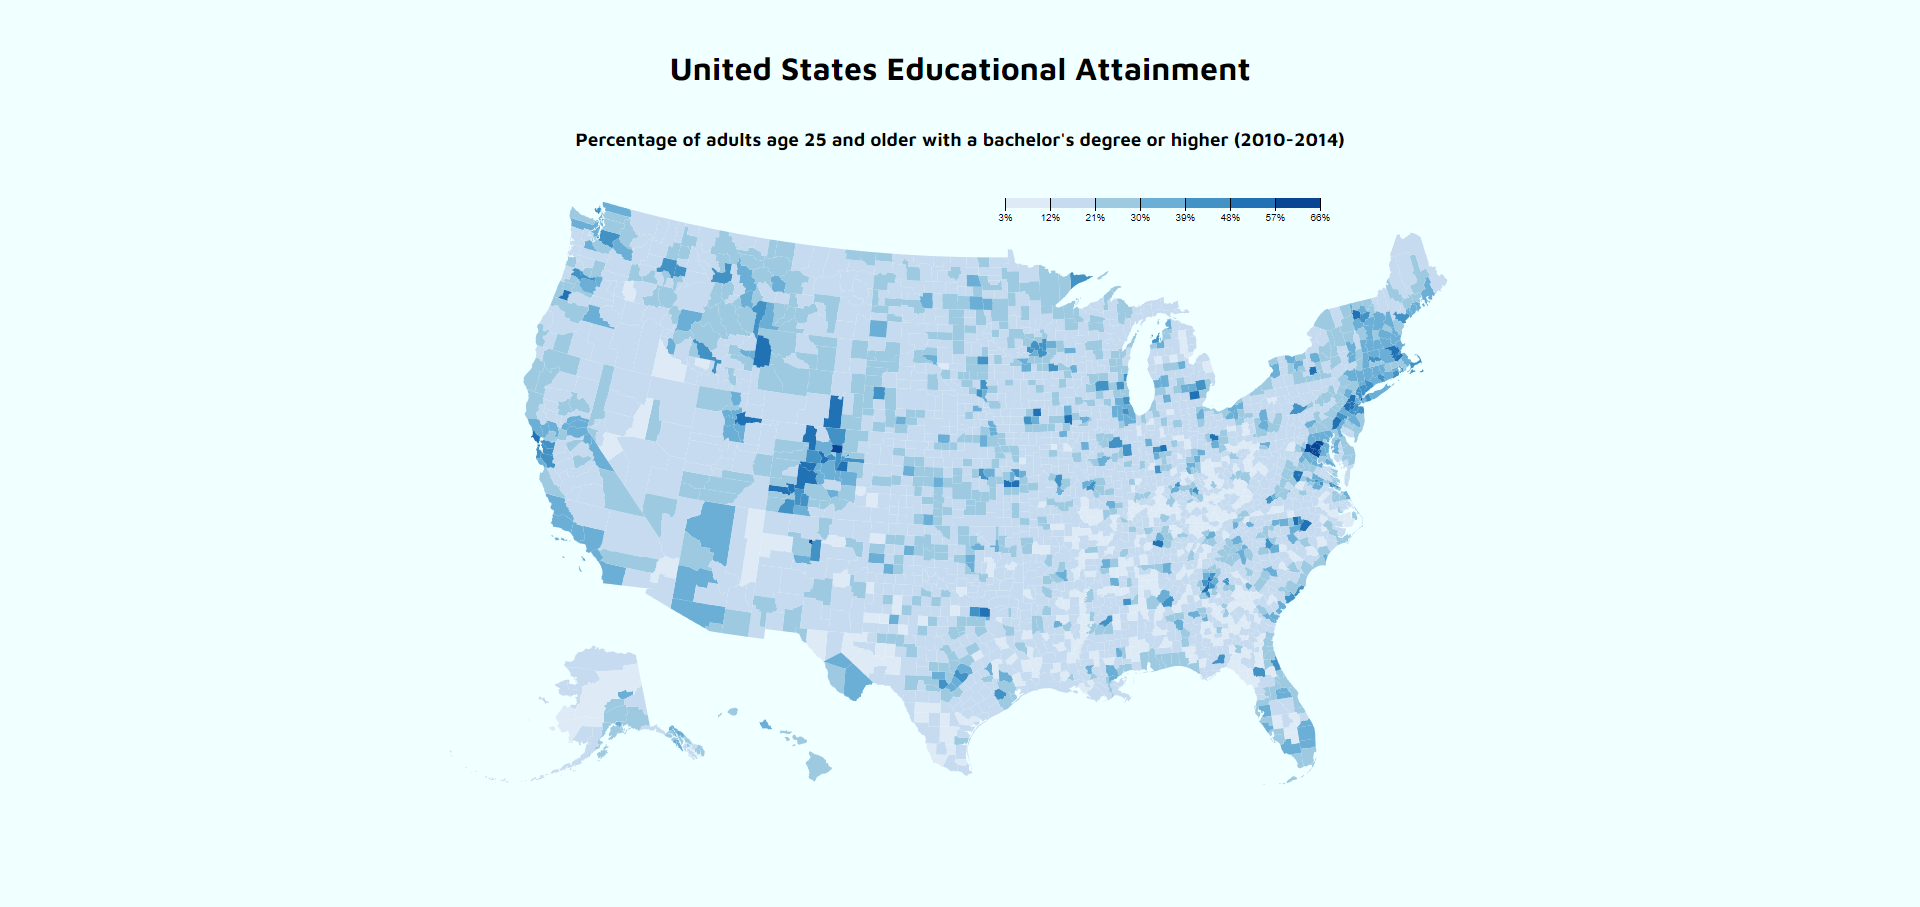 United States Educational Attainment
Percentage of adults age 25 and older with a bachelor's degree or higher (2010-2014)
3% 12% 21% 30% 39% 48% 57% 66%